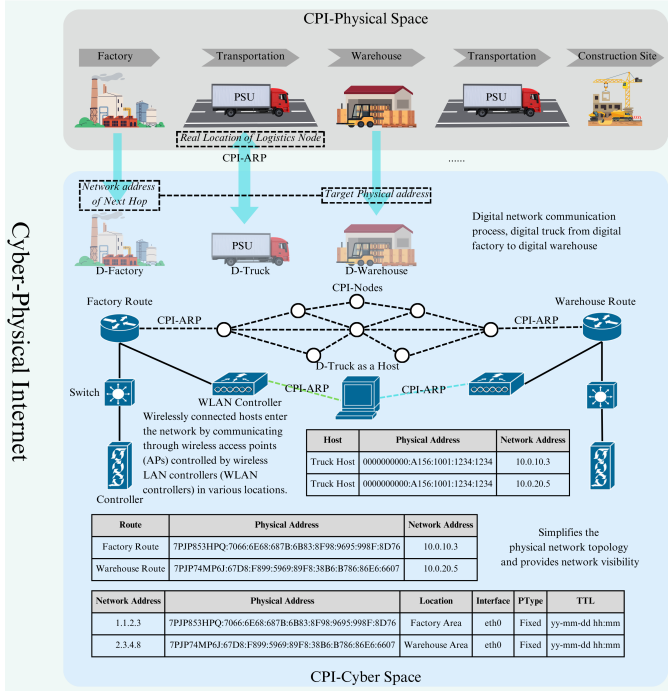 CPI-Physical Space
Factory
Transportation
Warehouse
Transportation
Construction Site
PSU
PSU
Real Location of Logistics Node
CPI-ARP
......
Network address
of Next Hop
Target Physical address
PSU
D-Factory
D-Truck
D-Warehouse
Digital network communication
process, digital truck from digital
factory to digital warehouse
Cyber-Physical Internet
CPI-Nodes
Factory Route
Warehouse Route
CPI-ARP
CPI-ARP
D-Truck as a Host
Switch
WLAN Controller
CPI-ARP
CPI-ARP
Wirelessly connected hosts enter
the network by communicating
through wireless access points
(APs) controlled by wireless
LAN controllers (WLAN
controllers) in various locations.
Controller
Host Physical Address Network Address
Truck Host 0000000000:A156:1001:1234:1234 10.0.10.3
Truck Host 0000000000:A156:1001:1234:1234 10.0.20.5
Route Physical Address Network Address
Factory Route 7PJP853HPQ:7066:6E68:687B:6B83:8F98:9695:998F:8D76 10.0.10.3
Warehouse Route 7PJP74MP6J:67D8:F899:5969:89F8:38B6:B786:86E6:6607 10.0.20.5
Simplifies the
physical network topology
and provides network visibility
Network Address Physical Address Location Interface PType TTL
1.1.2.3 7PJP853HPQ:7066:6E68:687B:6B83:8F98:9695:998F:8D76 Factory Area eth0 Fixed yy-mm-dd hh:mm
2.3.4.8 7PJP74MP6J:67D8:F899:5969:89F8:38B6:B786:86E6:6607 Warehouse Area eth0 Fixed yy-mm-dd hh:mm
CPI-Cyber Space